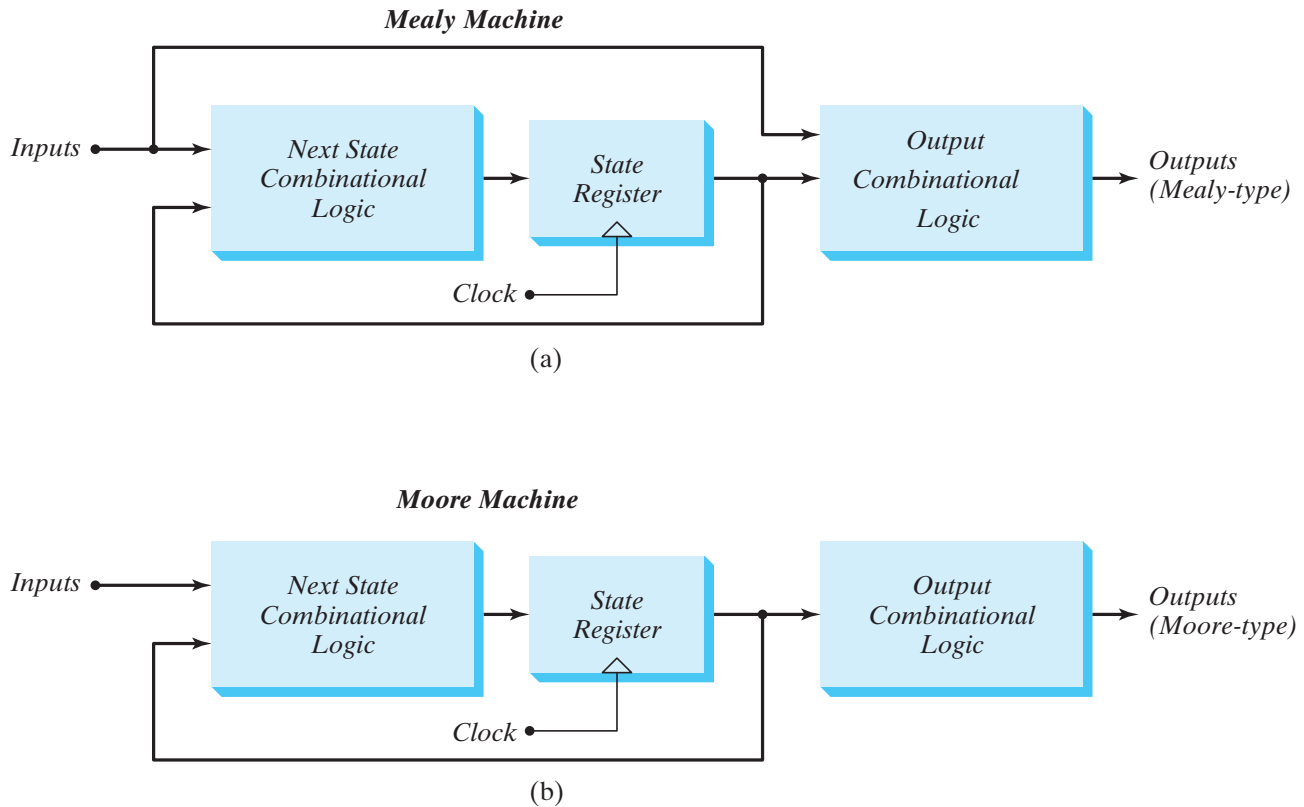 Mealy Machine
Inputs
Next State
Combinational
Logic
State
Register
Output
Combinational
Logic
Outputs
(Mealy-type)
Clock
(a)
Moore Machine
Inputs
Next State
Combinational
Logic
State
Register
Output
Combinational
Logic
Outputs
(Moore-type)
Clock
(b)